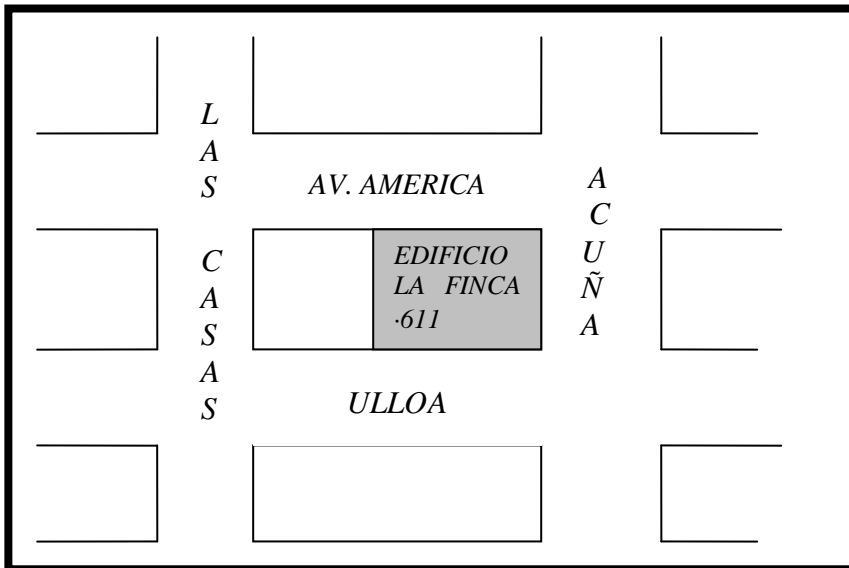 LAS CASAS
AV. AMERICA
ACUÑA
EDIFICIO
LA FINCA
·611
ULLOA